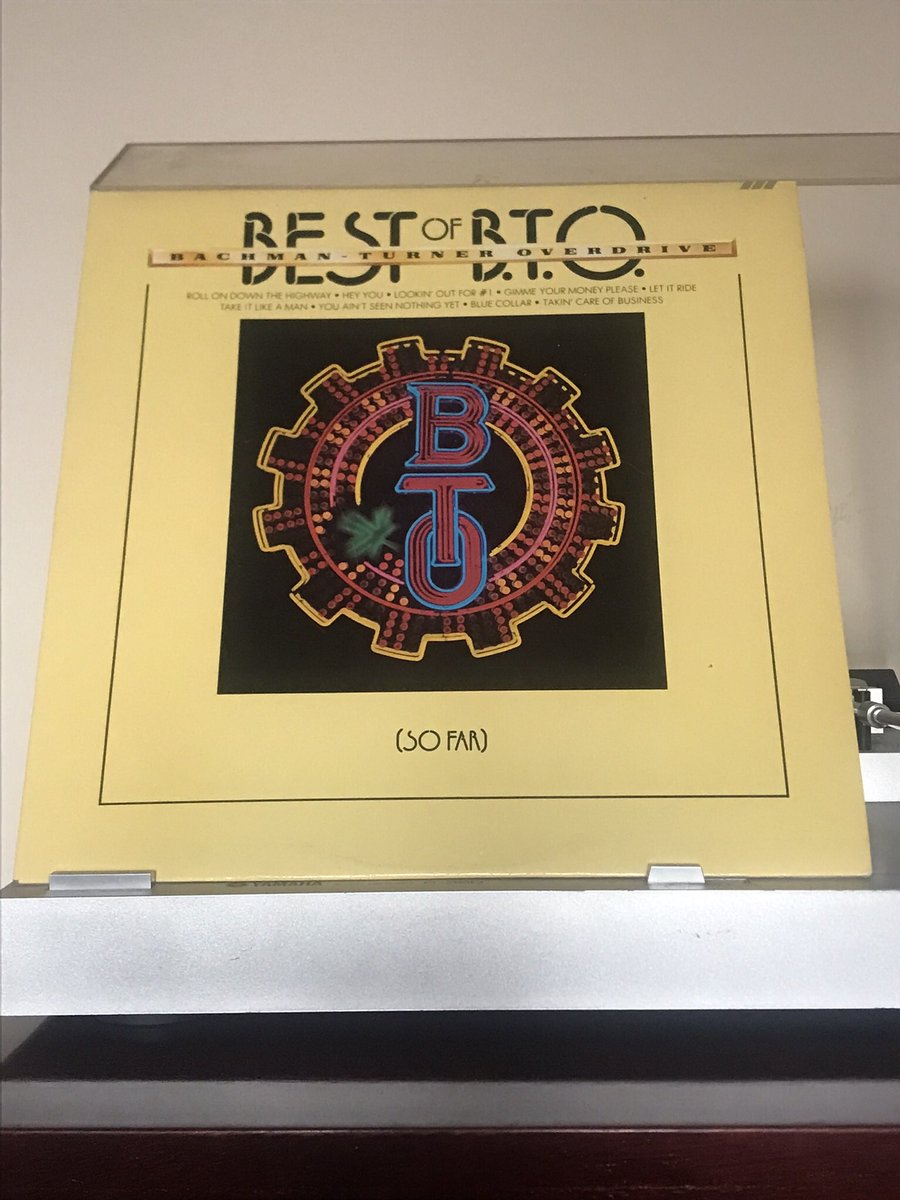 BEST OF B.T.O.
BACHMAN-TURNER OVERDRIVE
ROLL ON DOWN THE HIGHWAY • HEY YOU • LOOKIN' OUT FOR #1 • GIMME YOUR MONEY PLEASE • LET IT RIDE
TAKE IT LIKE A MAN • YOU AIN'T SEEN NOTHING YET • BLUE COLLAR • TAKIN' CARE OF BUSINESS
B
T
O
(SO FAR)
YAMAHA